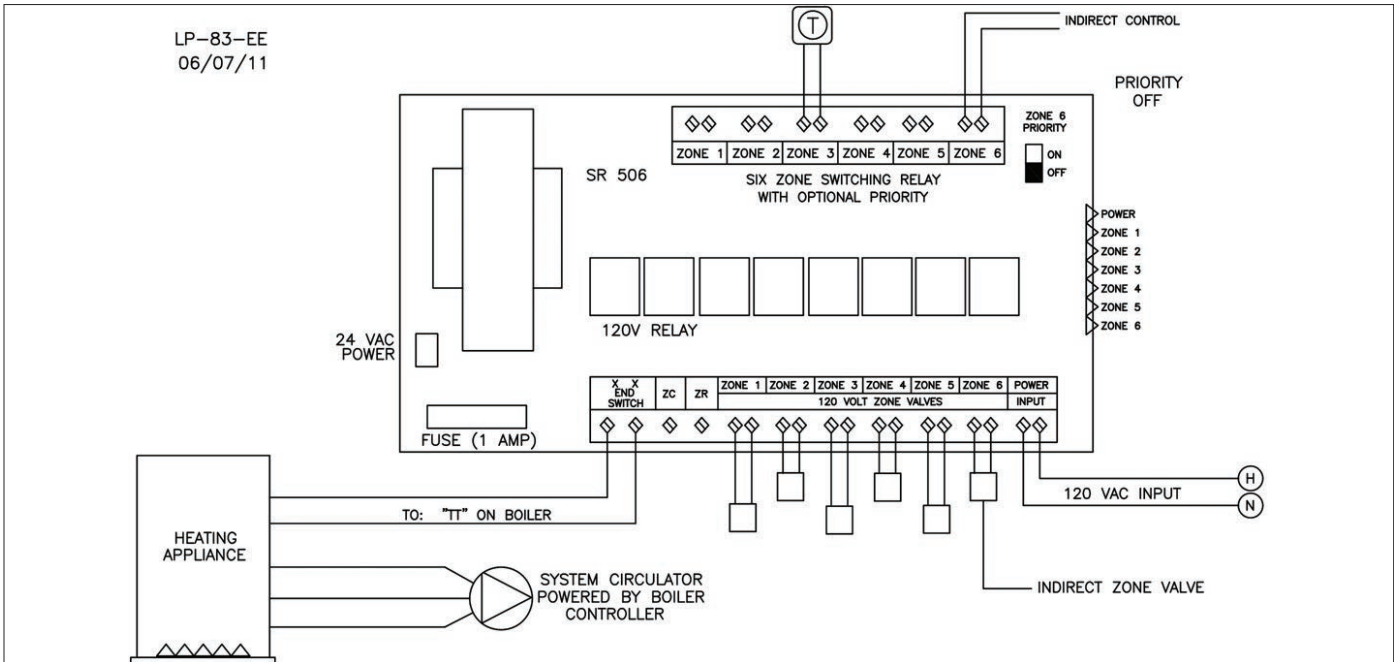 LP-83-EE
06/07/11
T
INDIRECT CONTROL
PRIORITY
OFF
ZONE 6
PRIORITY
ON
OFF
ZONE 1 ZONE 2 ZONE 3 ZONE 4 ZONE 5 ZONE 6
SR 506
SIX ZONE SWITCHING RELAY
WITH OPTIONAL PRIORITY
POWER
ZONE 1
ZONE 2
ZONE 3
ZONE 4
ZONE 5
ZONE 6
120V RELAY
24 VAC
POWER
X X
END
SWITCH
ZC
ZR
ZONE 1 ZONE 2 ZONE 3 ZONE 4 ZONE 5 ZONE 6
120 VOLT ZONE VALVES
POWER
INPUT
FUSE (1 AMP)
H
120 VAC INPUT
N
TO: "TT" ON BOILER
HEATING
APPLIANCE
SYSTEM CIRCULATOR
POWERED BY BOILER
CONTROLLER
INDIRECT ZONE VALVE